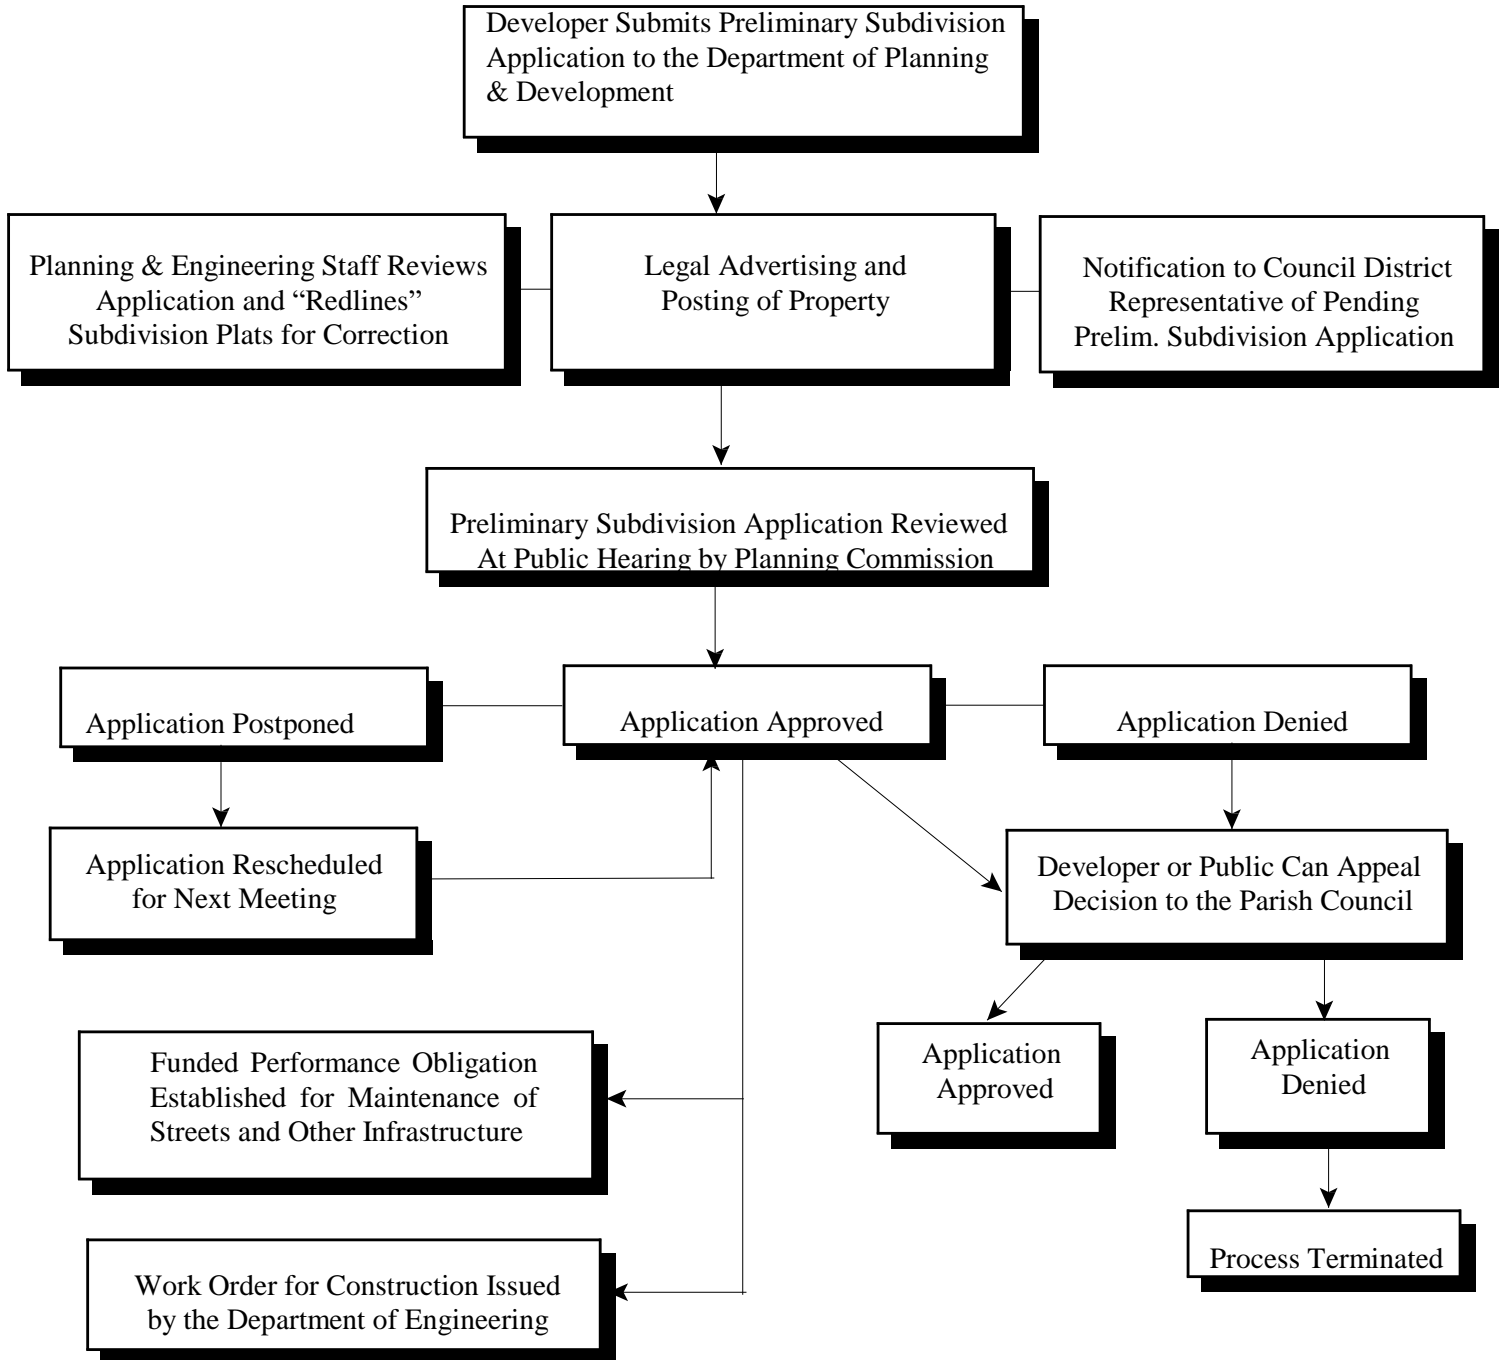 Developer Submits Preliminary Subdivision
Application to the Department of Planning
& Development
Planning & Engineering Staff Reviews
Application and “Redlines”
Subdivision Plats for Correction
Legal Advertising and
Posting of Property
Notification to Council District
Representative of Pending
Prelim. Subdivision Application
Preliminary Subdivision Application Reviewed
At Public Hearing by Planning Commission
Application Postponed
Application Approved
Application Denied
Application Rescheduled
for Next Meeting
Developer or Public Can Appeal
Decision to the Parish Council
Funded Performance Obligation
Established for Maintenance of
Streets and Other Infrastructure
Application
Approved
Application
Denied
Work Order for Construction Issued
by the Department of Engineering
Process Terminated